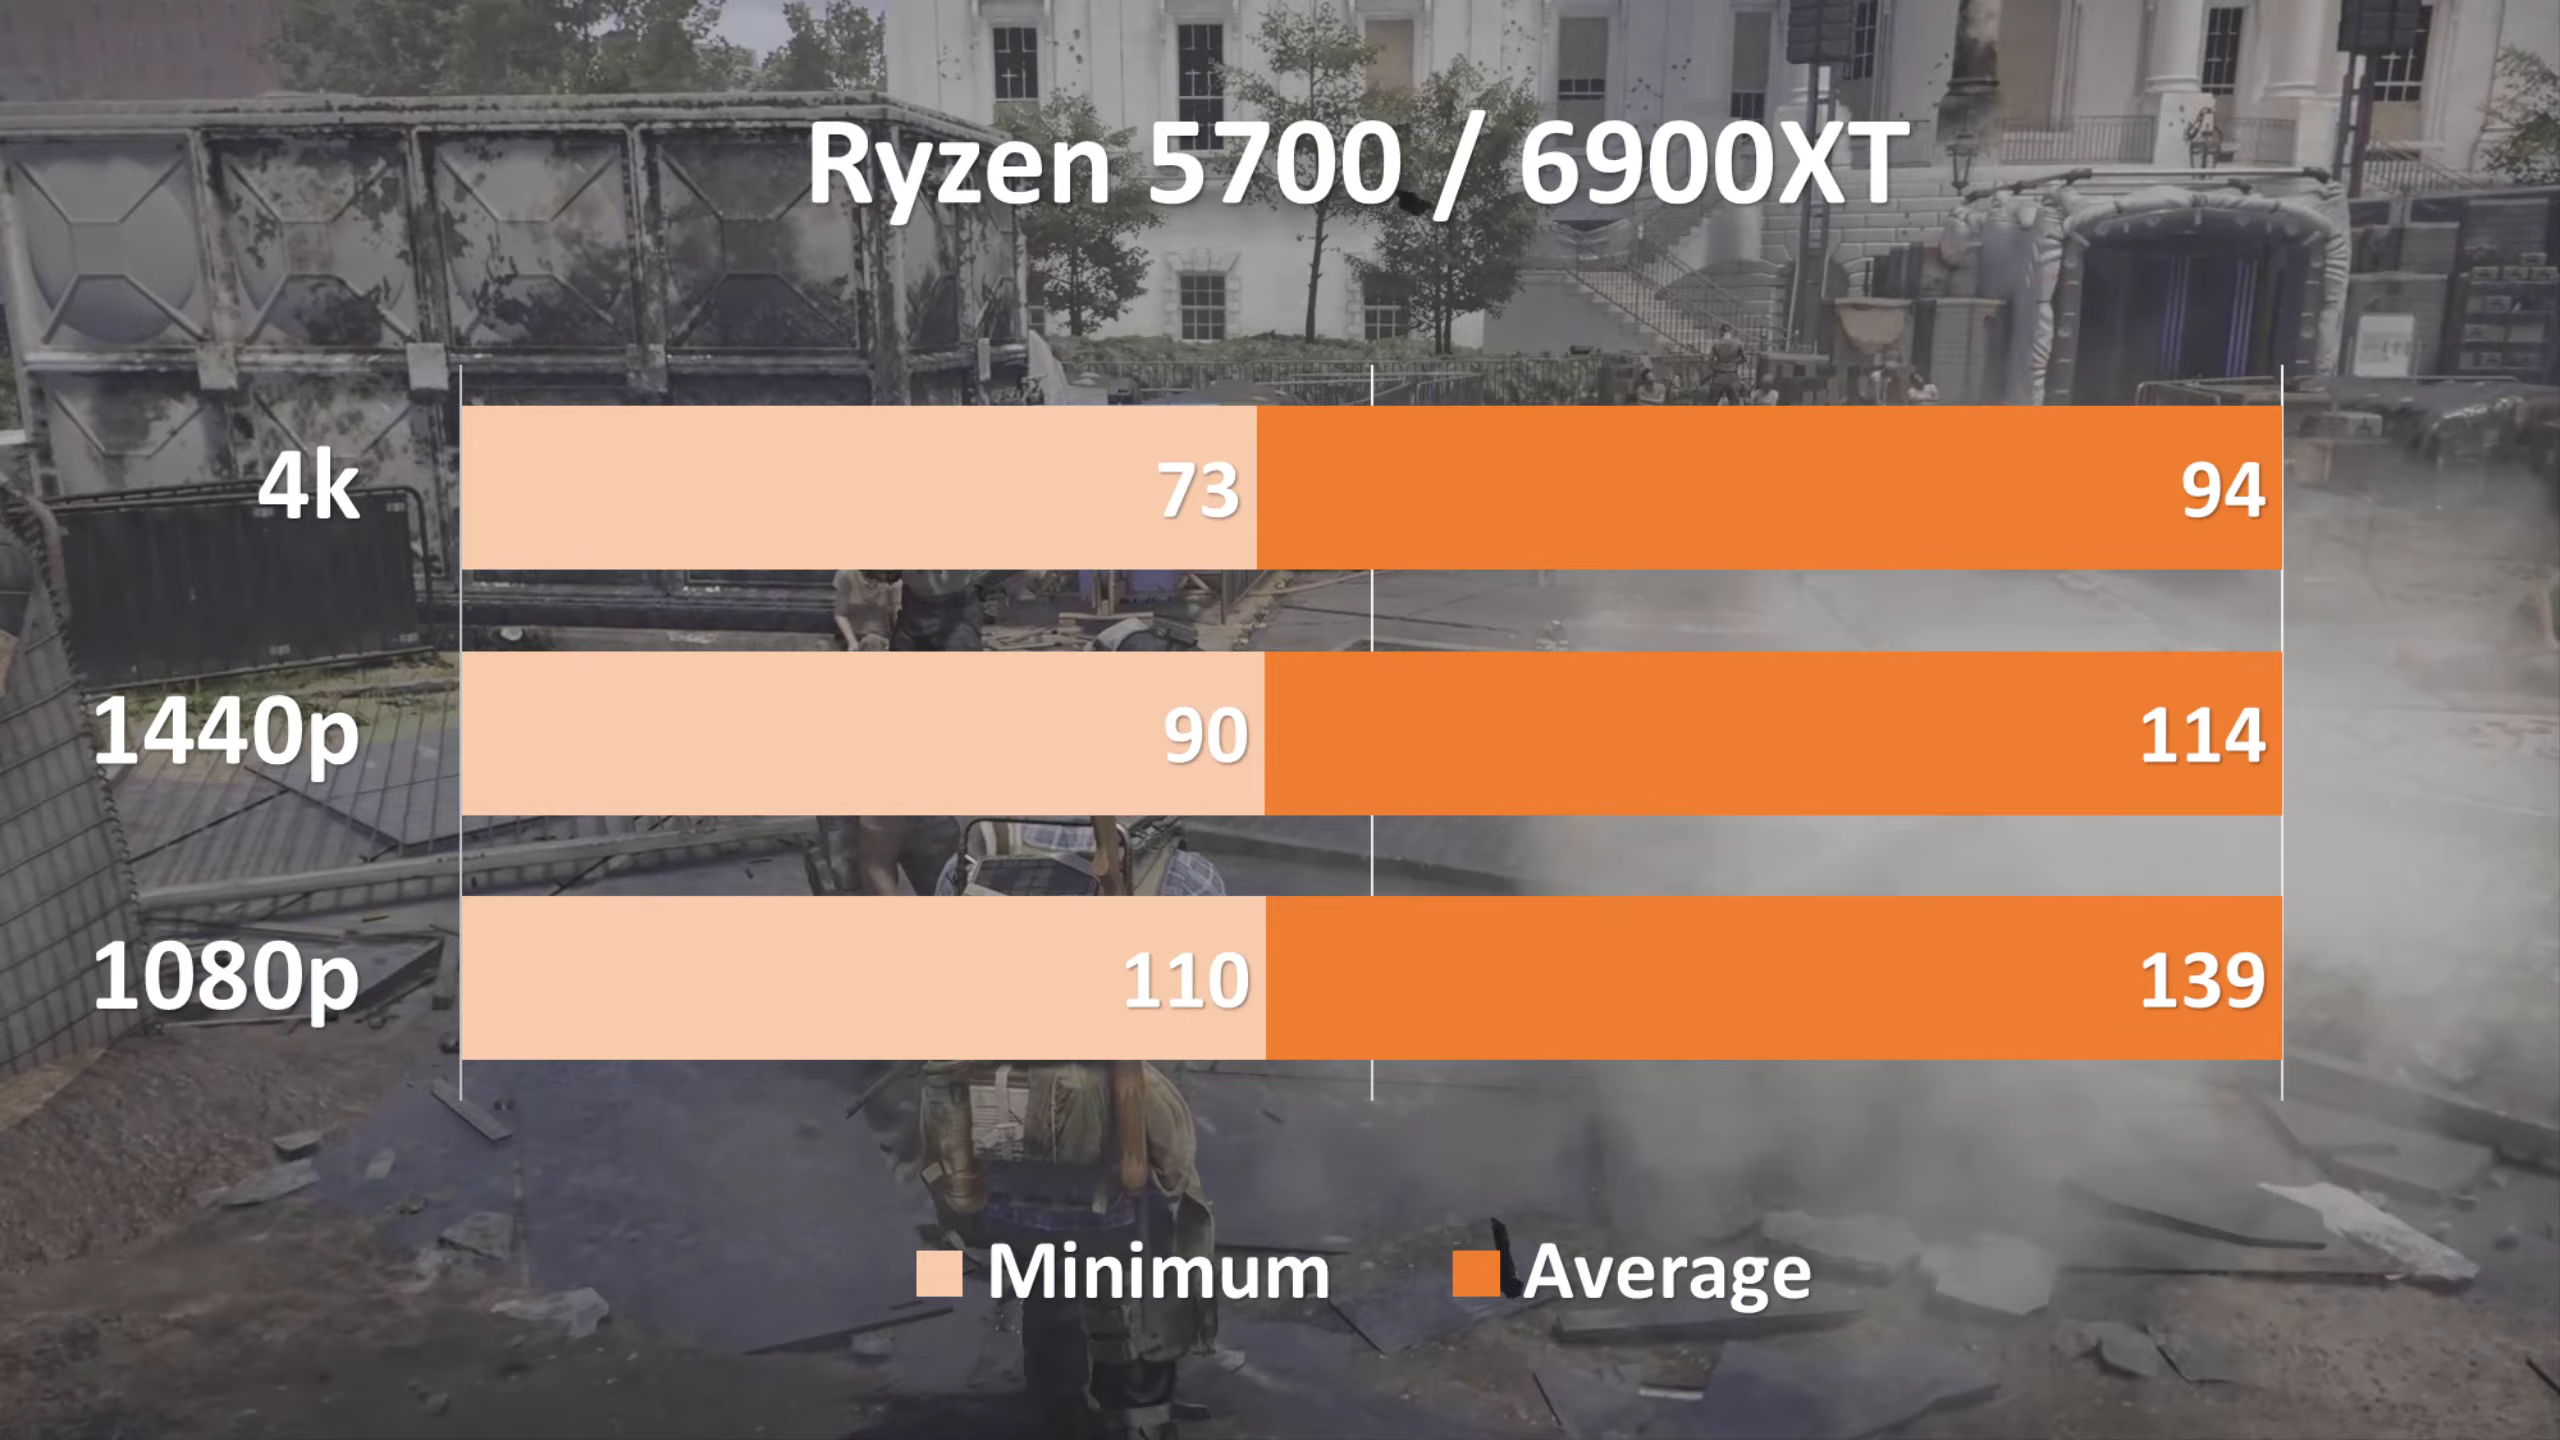 Ryzen 5700 / 6900XT
4k 73 94
1440p 90 114
1080p 110 139
Minimum Average